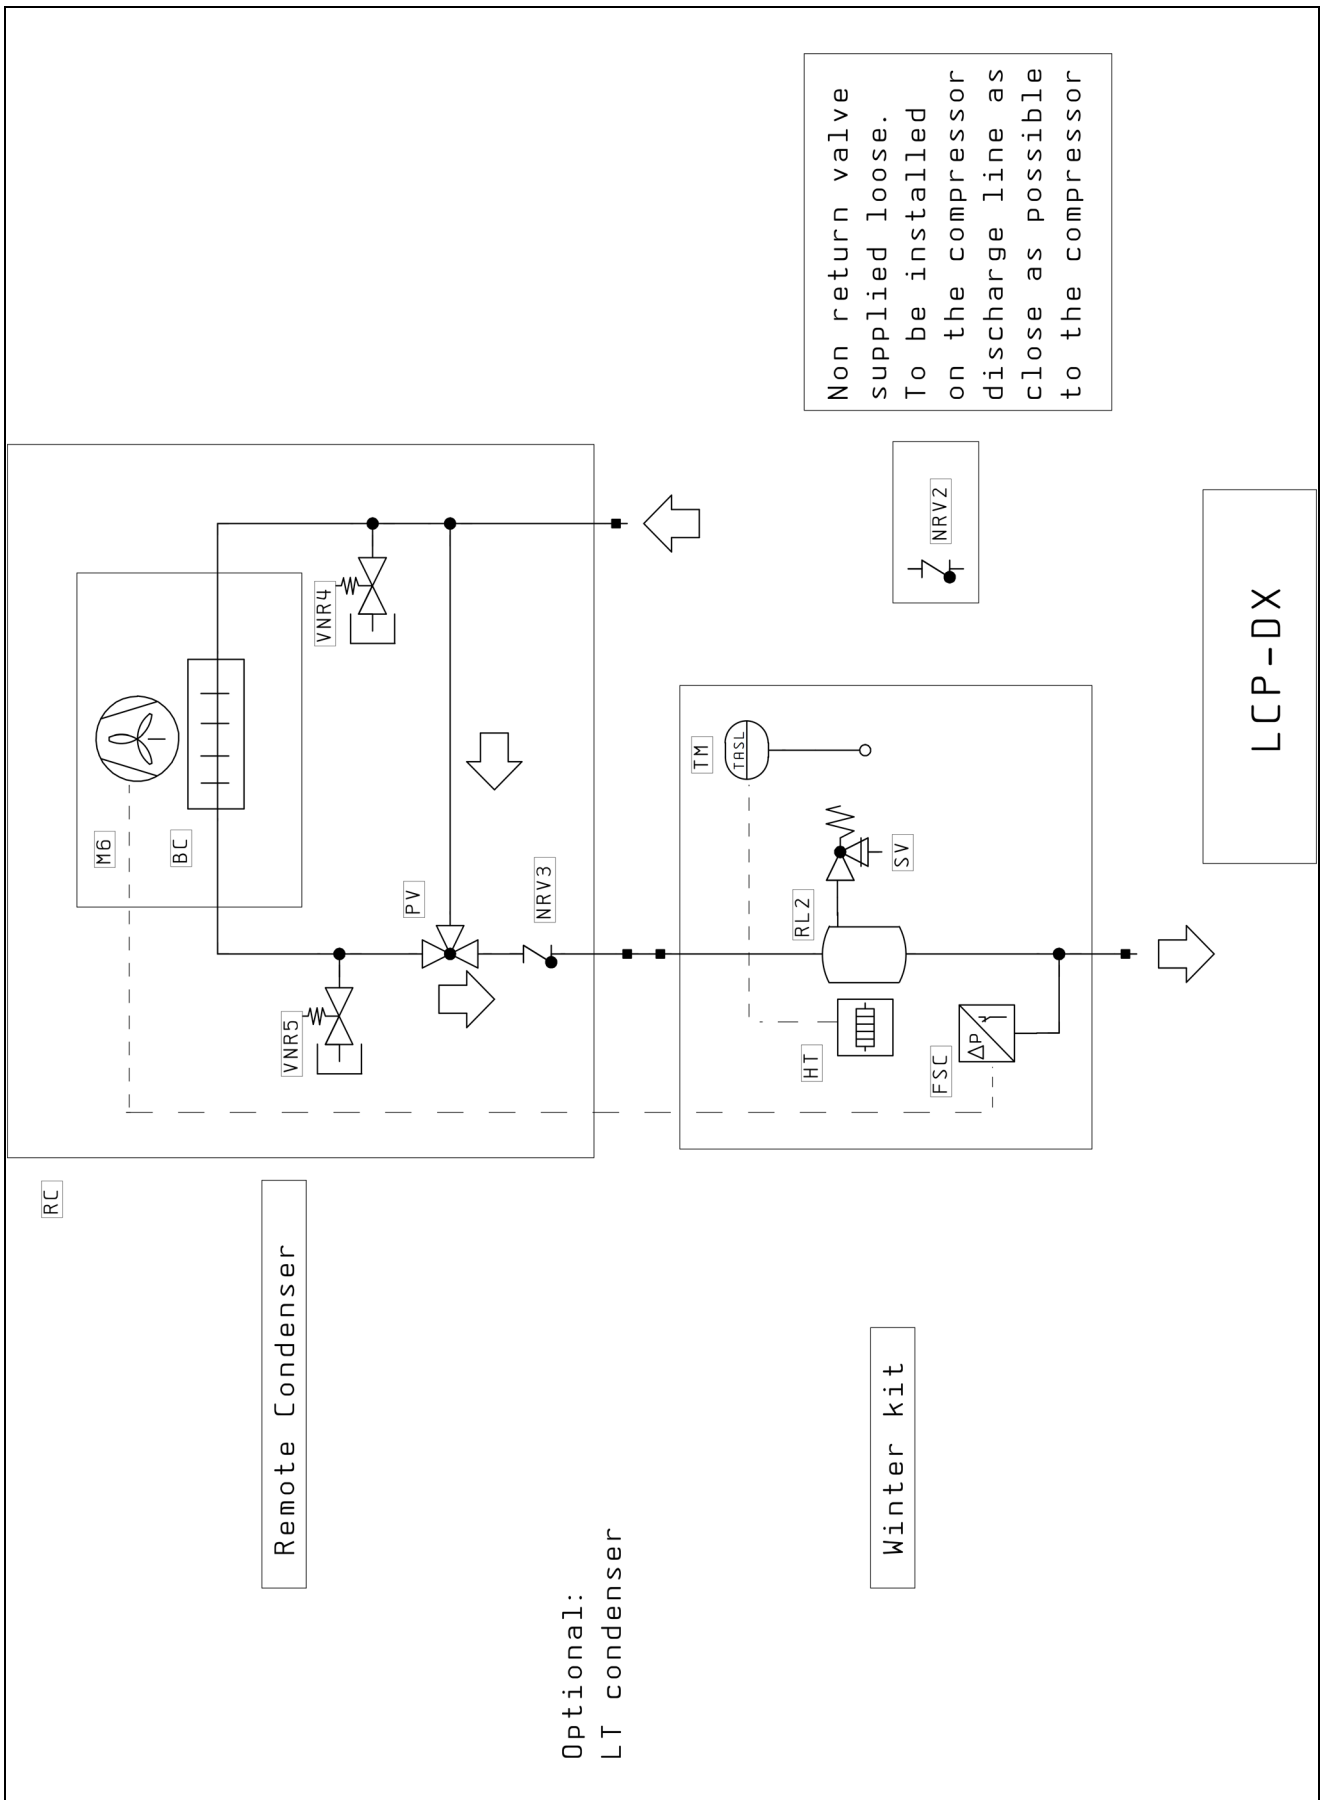 RC
Remote Condenser
M6
BC
VNR4
VNR5
PV
NRV3
Optional:
LT condenser
TM
TASL
RL2
SV
HT
FSC
ΔP
Winter kit
Non return valve
supplied loose.
To be installed
on the compressor
discharge line as
close as possible
to the compressor
NRV2
LCP-DX